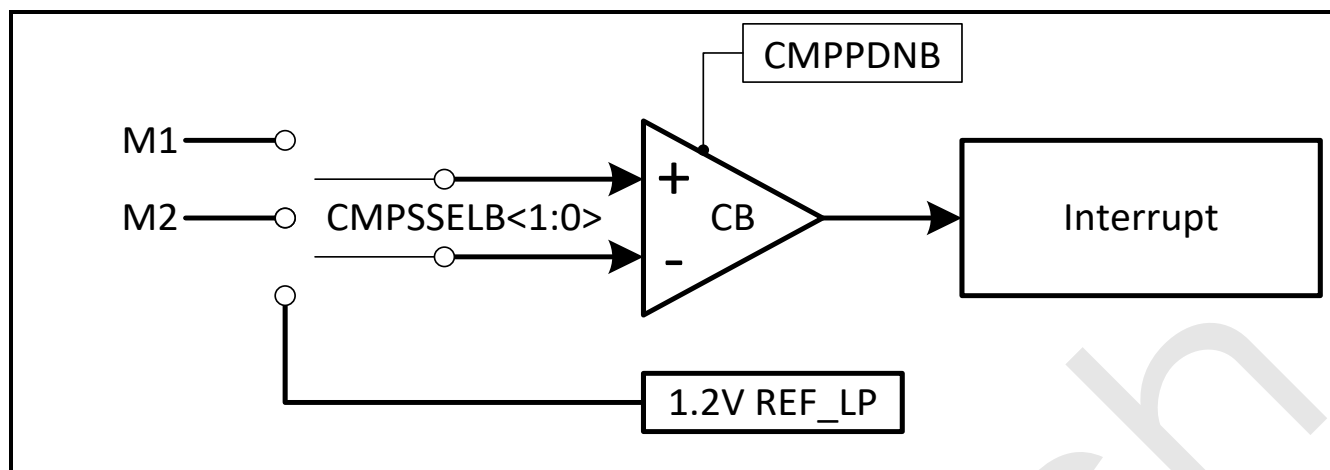 CMPPDNB
M1
+
M2
CMPSSELB<1:0>
CB
Interrupt
-
1.2V REF_LP